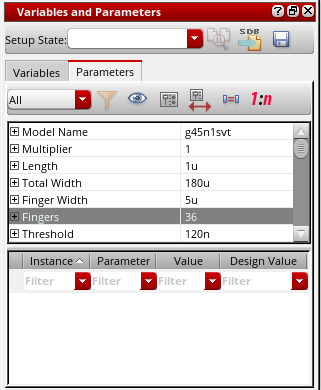 Variables and Parameters
Setup State:
SDB
Variables Parameters
All 1:n
Model Name g45n1svt
Multiplier 1
Length 1u
Total Width 180u
Finger Width 5u
Fingers 36
Threshold 120n
Instance Parameter Value Design Value
Filter Filter Filter Filter